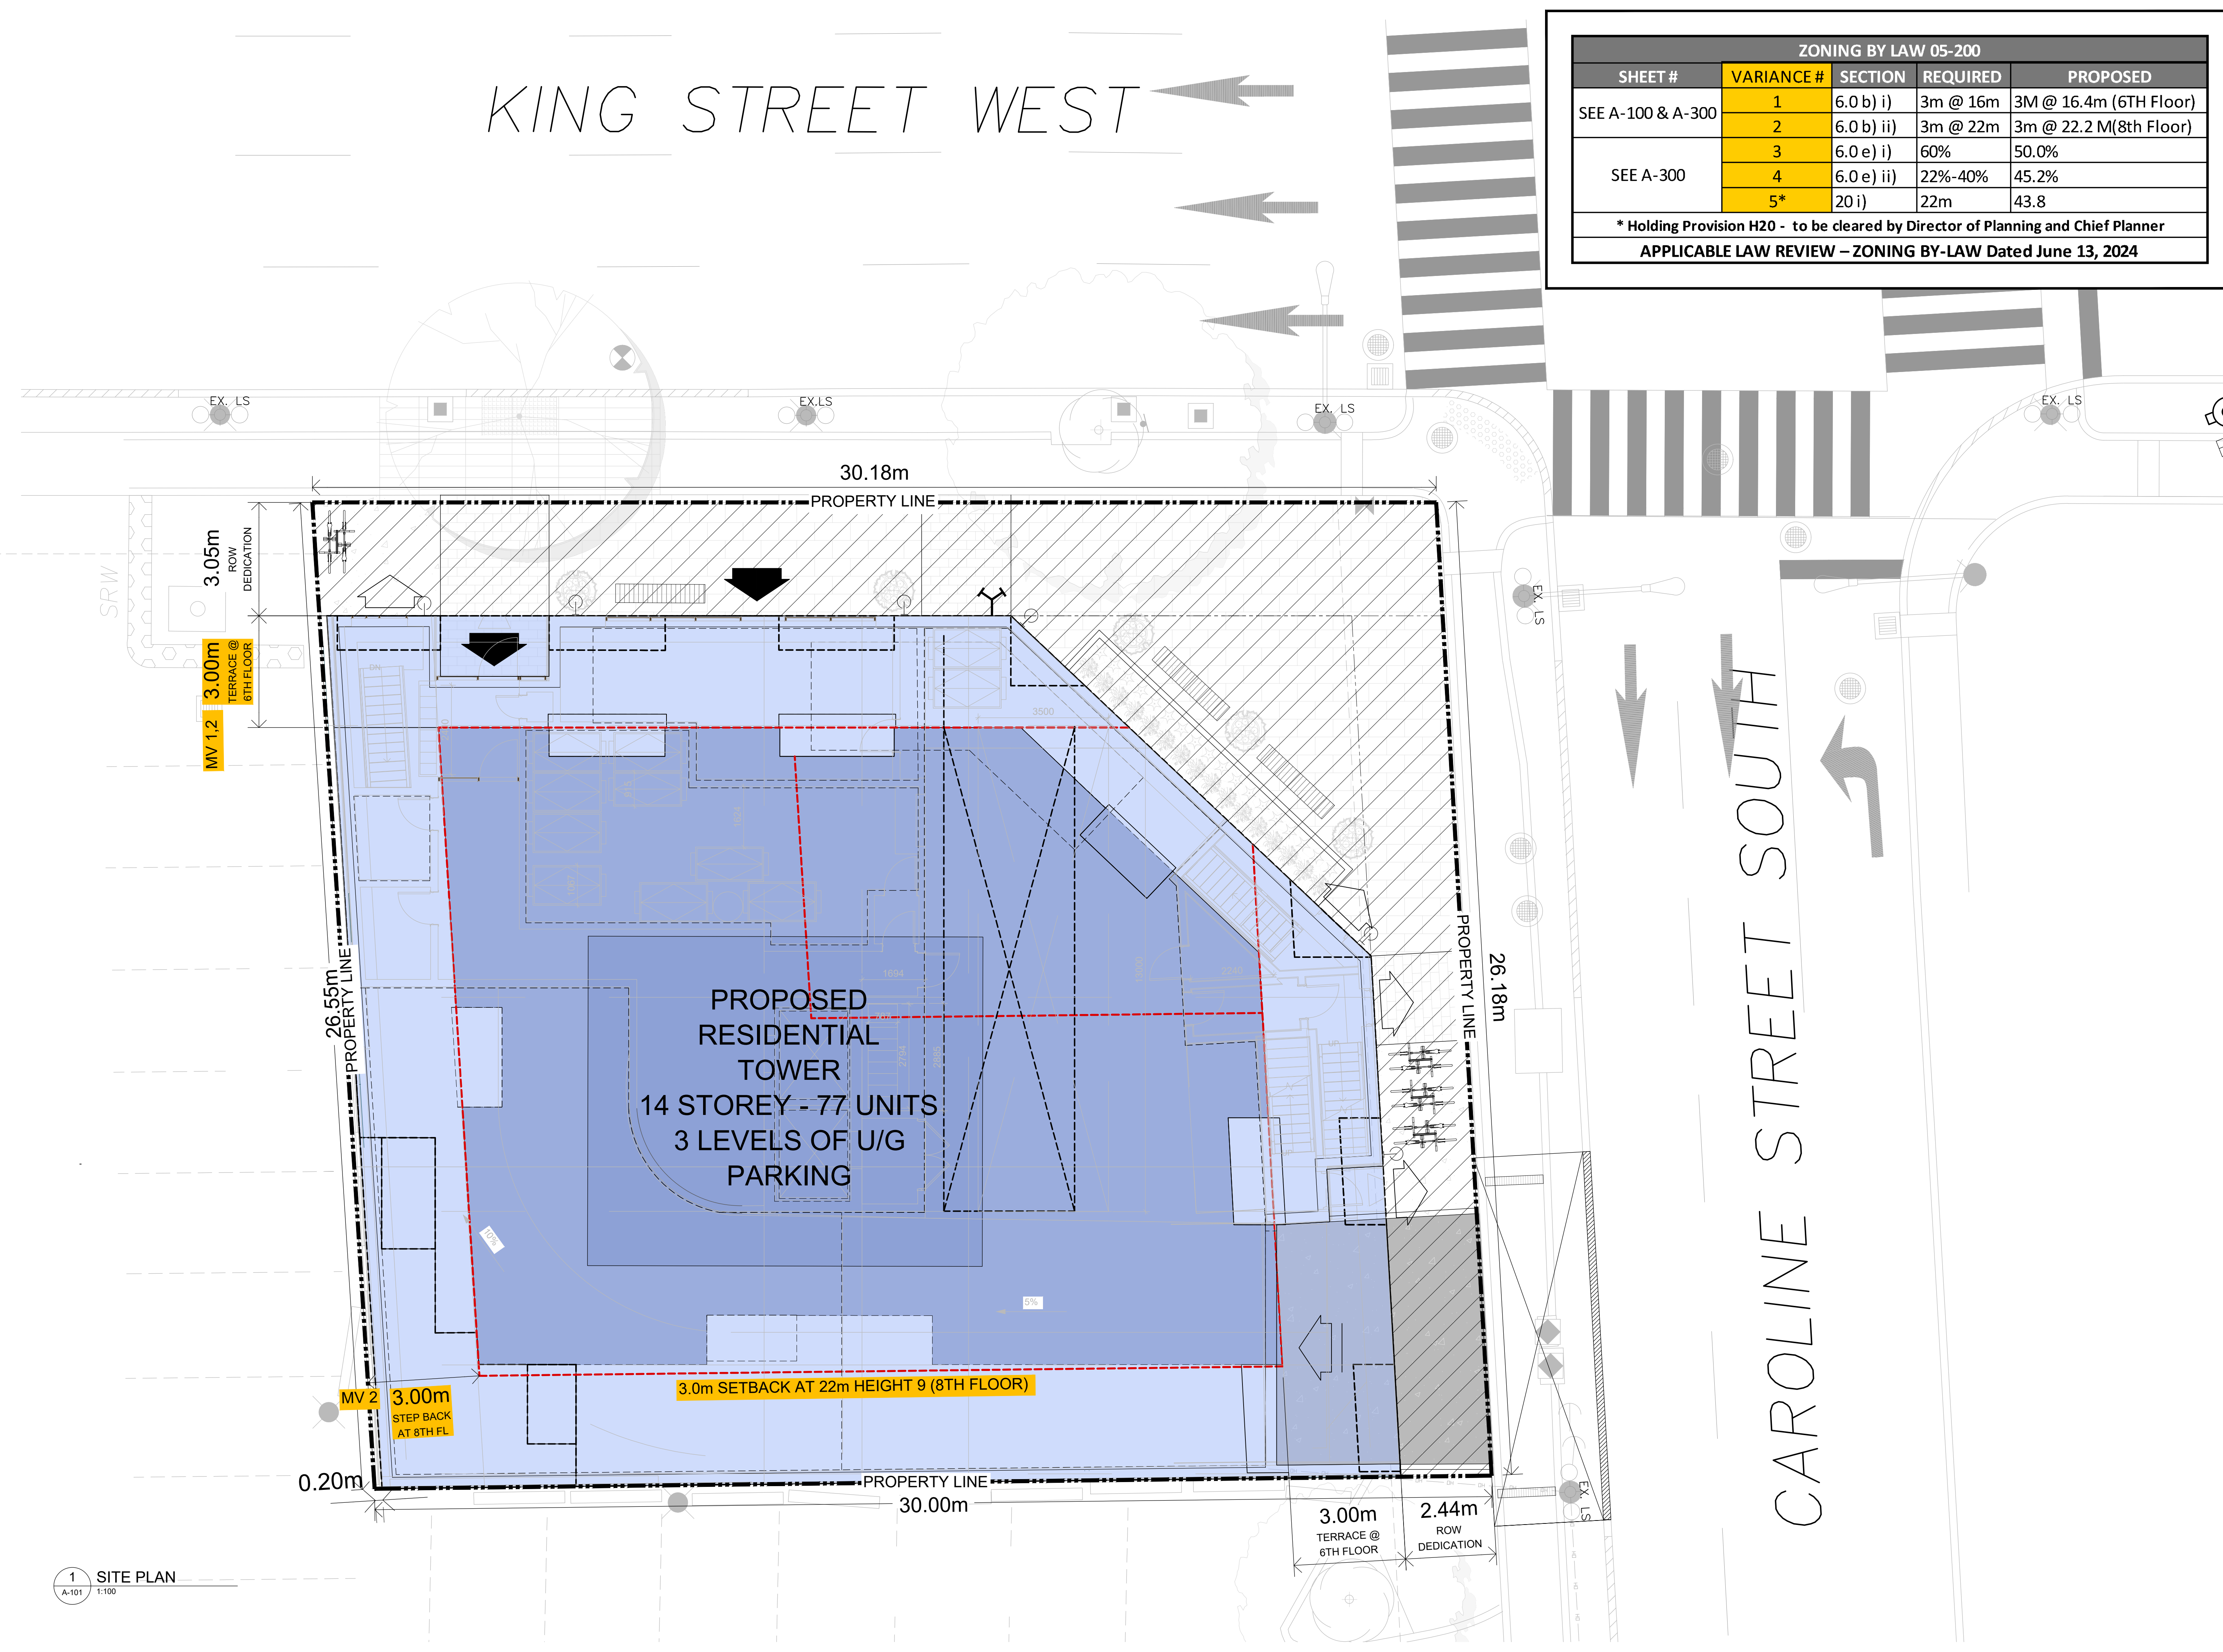 KING STREET WEST
ZONING BY LAW 05-200
SHEET # VARIANCE # SECTION REQUIRED PROPOSED
SEE A-100 & A-300
1 6.0 b) i) 3m @ 16m 3M @ 16.4m (6TH Floor)
2 6.0 b) ii) 3m @ 22m 3m @ 22.2 M(8th Floor)
SEE A-300
3 6.0 e) i) 60% 50.0%
4 6.0 e) ii) 22%-40% 45.2%
5* 20 i) 22m 43.8
* Holding Provision H20 - to be cleared by Director of Planning and Chief Planner
APPLICABLE LAW REVIEW – ZONING BY-LAW Dated June 13, 2024
EX. LS
EX.LS
EX. LS
EX. LS
30.18m
PROPERTY LINE
3.05m
ROW
DEDICATION
SRW
EX. LS
3.00m
TERRACE @
6TH FLOOR
MV 1,2
DN
3500
1894
2240
2794
UP
UP
26.55m
PROPERTY LINE
PROPERTY LINE
26.18m
CAROLINE STREET SOUTH
PROPOSED
RESIDENTIAL
TOWER
14 STOREY - 77 UNITS
3 LEVELS OF U/G
PARKING
10%
5%
MV 2
3.00m
STEP BACK
AT 8TH FL
3.0m SETBACK AT 22m HEIGHT 9 (8TH FLOOR)
0.20m
PROPERTY LINE
30.00m
3.00m
TERRACE @
6TH FLOOR
2.44m
ROW
DEDICATION
EX. LS
1
A-101
SITE PLAN
1:100